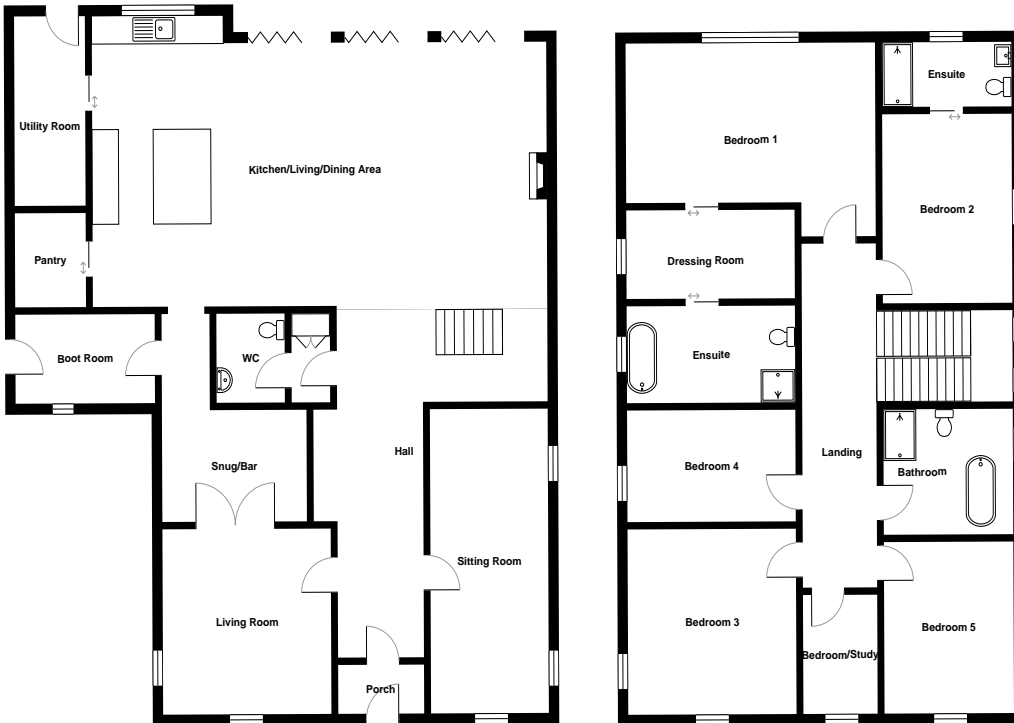 Utility Room
Kitchen/Living/Dining Area
Pantry
Boot Room
WC
Snug/Bar
Hall
Sitting Room
Living Room
Porch
Ensuite
Bedroom 1
Bedroom 2
Dressing Room
Ensuite
Bedroom 4
Landing
Bathroom
Bedroom 3
Bedroom/Study
Bedroom 5